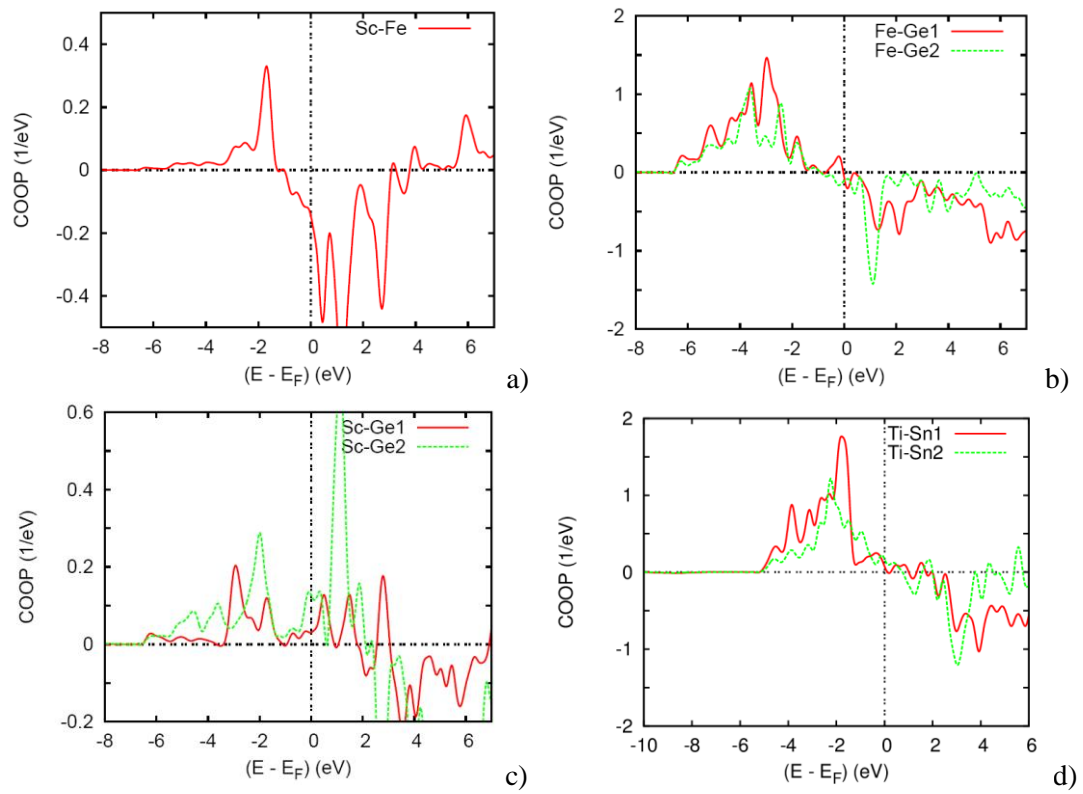 Sc-Fe
COOP (1/eV)
0.4
0.2
0
-0.2
-0.4
-8 -6 -4 -2 0 2 4 6
(E - E_F) (eV)
a)
Fe-Ge1
Fe-Ge2
COOP (1/eV)
2
1
0
-1
-2
-8 -6 -4 -2 0 2 4 6
(E - E_F) (eV)
b)
Sc-Ge1
Sc-Ge2
COOP (1/eV)
0.6
0.4
0.2
0
-0.2
-8 -6 -4 -2 0 2 4 6
(E - E_F) (eV)
c)
Ti-Sn1
Ti-Sn2
COOP (1/eV)
2
1
0
-1
-2
-10 -8 -6 -4 -2 0 2 4 6
(E - E_F) (eV)
d)